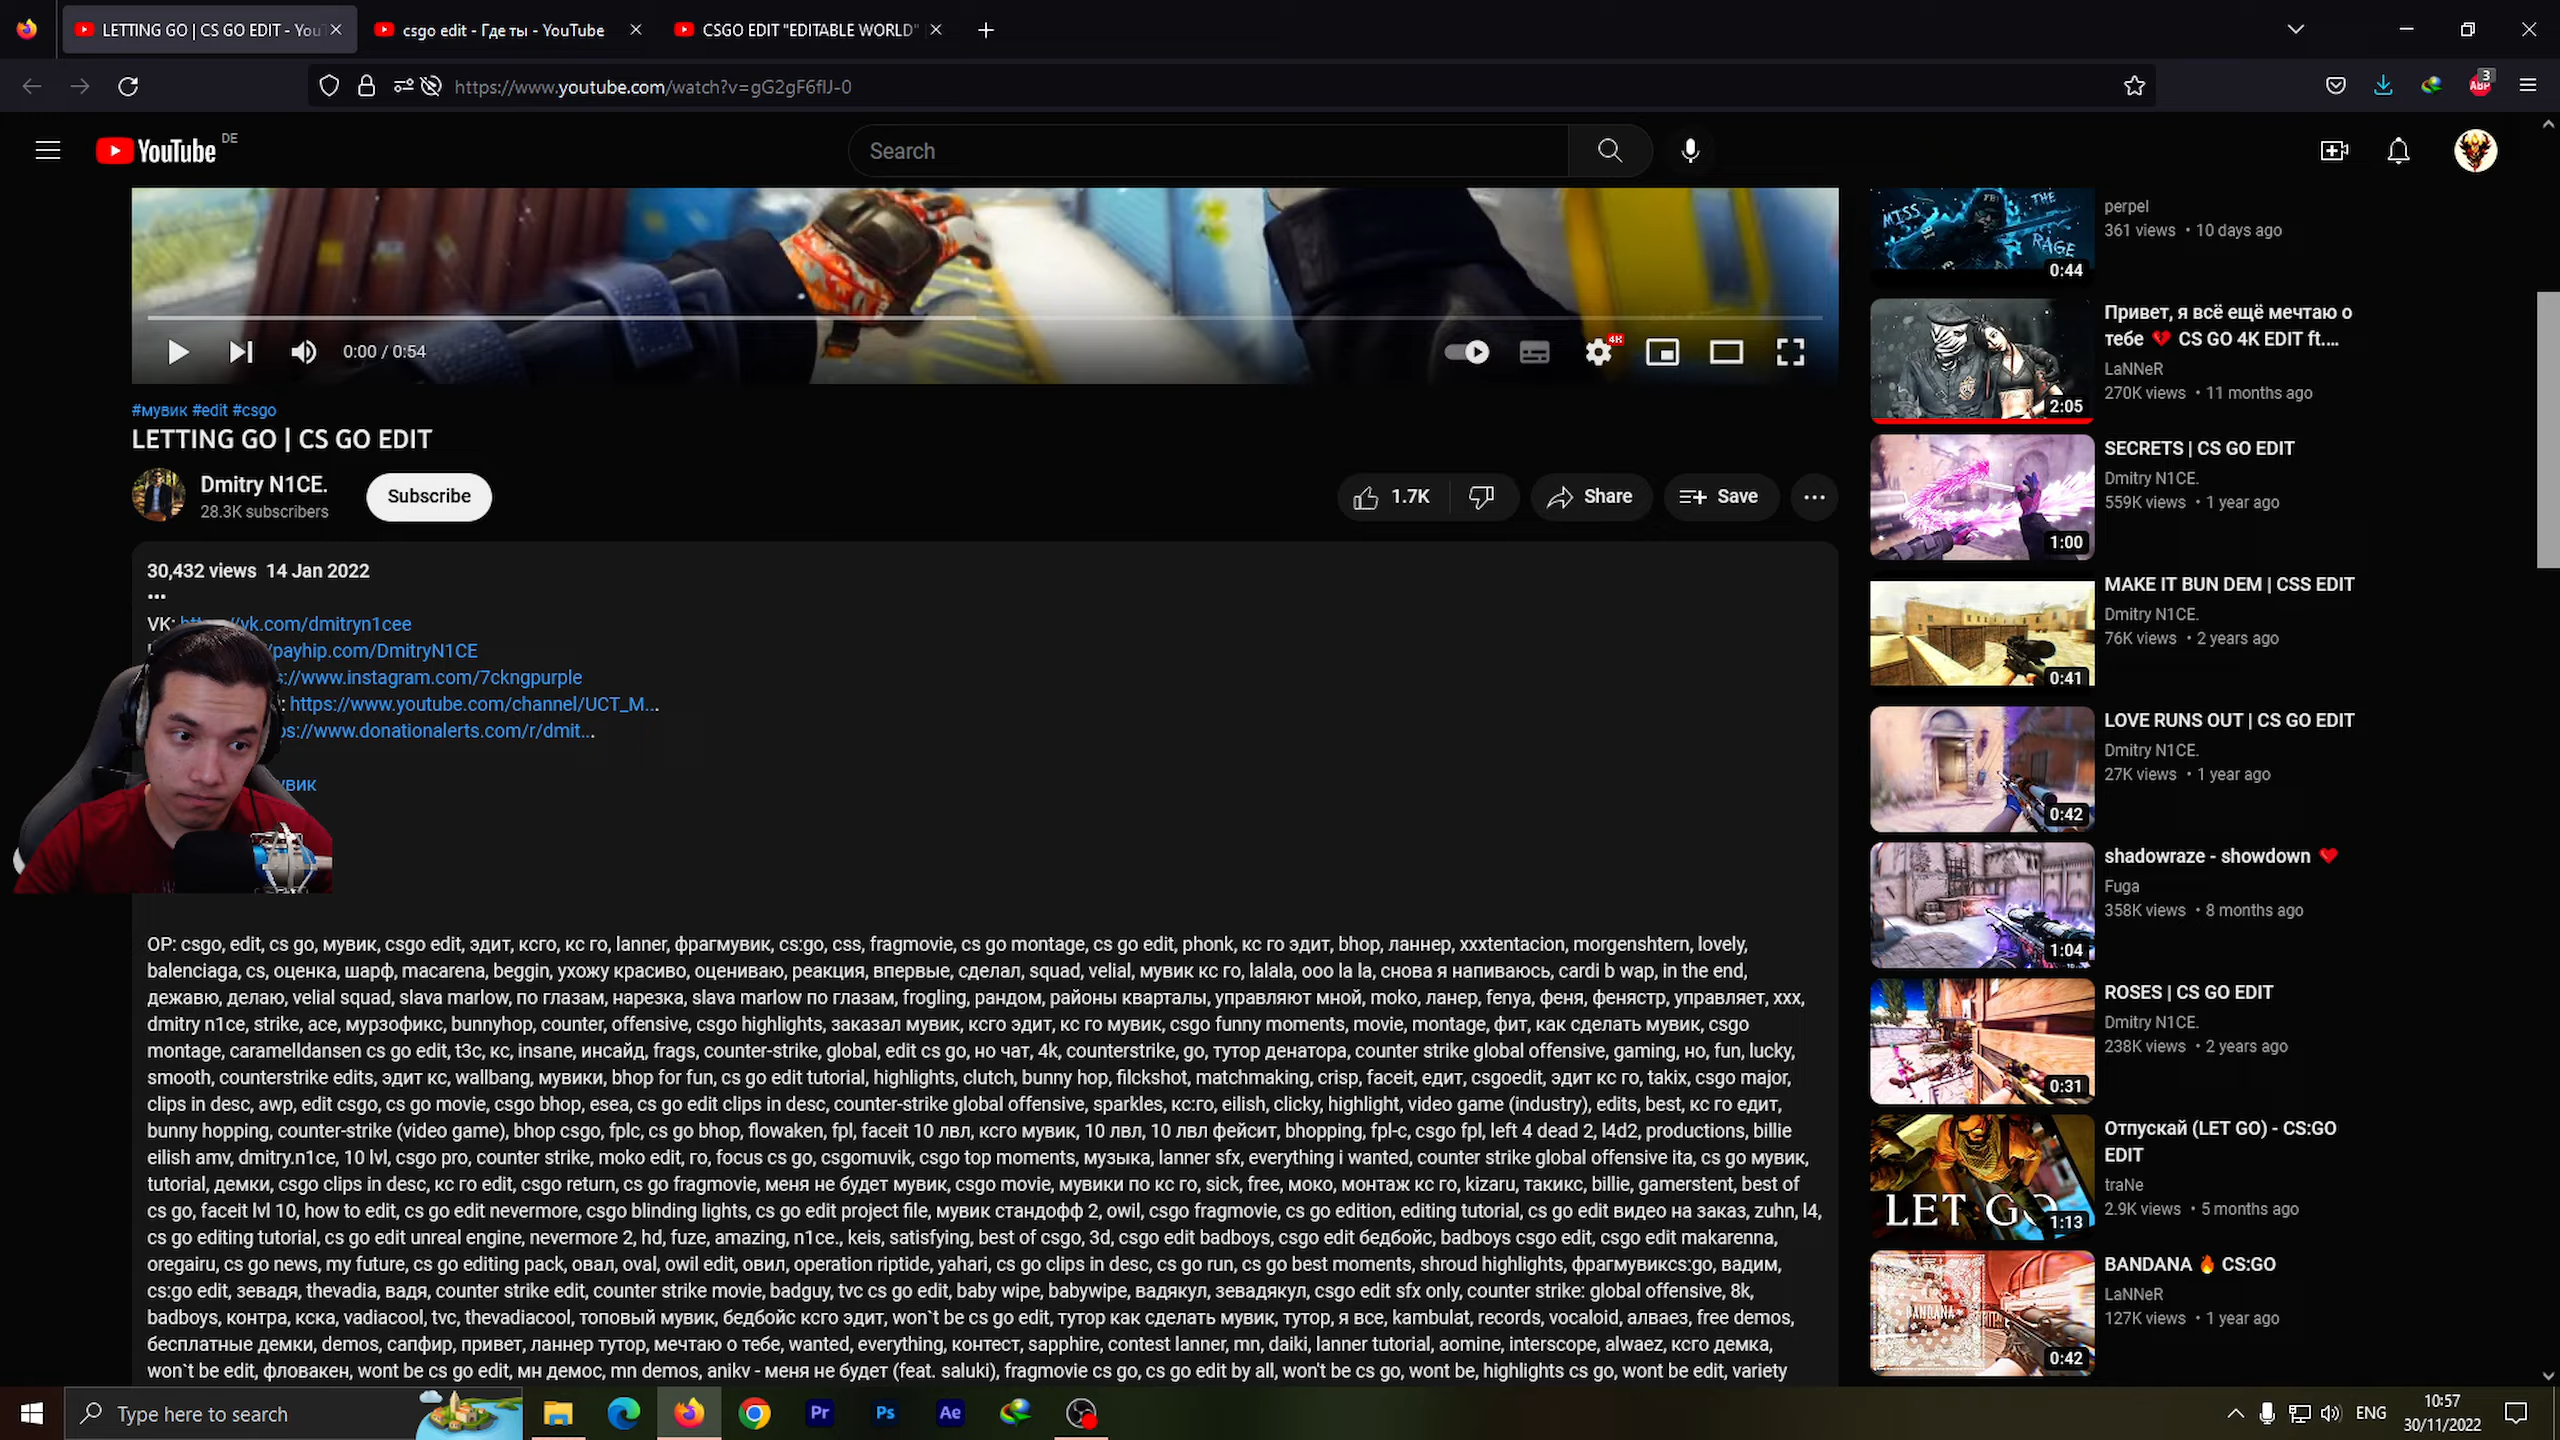 LETTING GO | CS GO EDIT - You
csgo edit - Где ты - YouTube
CSGO EDIT "EDITABLE WORLD"
https://www.youtube.com/watch?v=gG2gF6fIJ-0
3
ABP
YouTube DE
Search
0:00 / 0:54
4K
#мувик #edit #csgo
LETTING GO | CS GO EDIT
Dmitry N1CE.
28.3K subscribers
Subscribe
1.7K
Share
Save
30,432 views 14 Jan 2022
...
VK: vk.com/dmitryn1cee
/payhip.com/DmitryN1CE
s://www.instagram.com/7ckngpurple
: https://www.youtube.com/channel/UCT_M...
ps://www.donationalerts.com/r/dmit...
увик
OP: csgo, edit, cs go, мувик, csgo edit, эдит, ксго, кс го, lanner, фрагмувик, cs:go, css, fragmovie, cs go montage, cs go edit, phonk, кс го эдит, bhop, ланнер, xxxtentacion, morgenshtern, lovely,
balenciaga, cs, оценка, шарф, macarena, beggin, ухожу красиво, оцениваю, реакция, впервые, сделал, squad, velial, мувик кс го, lalala, ooo la la, снова я напиваюсь, cardi b wap, in the end,
дежавю, делаю, velial squad, slava marlow, по глазам, нарезка, slava marlow по глазам, frogling, рандом, районы кварталы, управляют мной, moko, ланер, fenya, феня, фенястр, управляет, xxx,
dmitry n1ce, strike, ace, мурзофикс, bunnyhop, counter, offensive, csgo highlights, заказал мувик, ксго эдит, кс го мувик, csgo funny moments, movie, montage, фит, как сделать мувик, csgo
montage, caramelldansen cs go edit, t3c, кс, insane, инсайд, frags, counter-strike, global, edit cs go, но чат, 4k, counterstrike, go, тутор денатора, counter strike global offensive, gaming, но, fun, lucky,
smooth, counterstrike edits, эдит кс, wallbang, мувики, bhop for fun, cs go edit tutorial, highlights, clutch, bunny hop, filckshot, matchmaking, crisp, faceit, едит, csgoedit, эдит кс го, takix, csgo major,
clips in desc, awp, edit csgo, cs go movie, csgo bhop, esea, cs go edit clips in desc, counter-strike global offensive, sparkles, кс:го, eilish, clicky, highlight, video game (industry), edits, best, кс го едит,
bunny hopping, counter-strike (video game), bhop csgo, fplc, cs go bhop, flowaken, fpl, faceit 10 лвл, ксго мувик, 10 лвл, 10 лвл фейсит, bhopping, fpl-c, csgo fpl, left 4 dead 2, l4d2, productions, billie
eilish amv, dmitry.n1ce, 10 lvl, csgo pro, counter strike, moko edit, го, focus cs go, csgomuvik, csgo top moments, музыка, lanner sfx, everything i wanted, counter strike global offensive ita, cs go мувик,
tutorial, демки, csgo clips in desc, кс го edit, csgo return, cs go fragmovie, меня не будет мувик, csgo movie, мувики по кс го, sick, free, моко, монтаж кс го, kizaru, такикс, billie, gamerstent, best of
cs go, faceit lvl 10, how to edit, cs go edit nevermore, csgo blinding lights, cs go edit project file, мувик стандофф 2, owil, csgo fragmovie, cs go edition, editing tutorial, cs go edit видео на заказ, zuhn, l4,
cs go editing tutorial, cs go edit unreal engine, nevermore 2, hd, fuze, amazing, n1ce., keis, satisfying, best of csgo, 3d, csgo edit badboys, csgo edit бедбойс, badboys csgo edit, csgo edit makarenna,
oregairu, cs go news, my future, cs go editing pack, овал, oval, owil edit, овил, operation riptide, yahari, cs go clips in desc, cs go run, cs go best moments, shroud highlights, фрагмувикcs:go, вадим,
cs:go edit, зевадя, thevadia, вадя, counter strike edit, counter strike movie, badguy, tvc cs go edit, baby wipe, babywipe, вадякул, зевадякул, csgo edit sfx only, counter strike: global offensive, 8k,
badboys, контра, кска, vadiacool, tvc, thevadiacool, топовый мувик, бедбойс ксго эдит, won`t be cs go edit, тутор как сделать мувик, тутор, я все, kambulat, records, vocaloid, алваез, free demos,
бесплатные демки, demos, сапфир, привет, ланнер тутор, мечтаю о тебе, wanted, everything, контест, sapphire, contest lanner, mn, daiki, lanner tutorial, aomine, interscope, alwaez, ксго демка,
won`t be edit, фловакен, wont be cs go edit, мн демос, mn demos, anikv - меня не будет (feat. saluki), fragmovie cs go, cs go edit by all, won't be cs go, wont be, highlights cs go, wont be edit, variety
MISS THE RAGE
0:44
perpel
361 views • 10 days ago
2:05
Привет, я всё ещё мечтаю о
тебе 💔 CS GO 4K EDIT ft....
LaNNeR
270K views • 11 months ago
1:00
SECRETS | CS GO EDIT
Dmitry N1CE.
559K views • 1 year ago
0:41
MAKE IT BUN DEM | CSS EDIT
Dmitry N1CE.
76K views • 2 years ago
0:42
LOVE RUNS OUT | CS GO EDIT
Dmitry N1CE.
27K views • 1 year ago
1:04
shadowraze - showdown ❤
Fuga
358K views • 8 months ago
0:31
ROSES | CS GO EDIT
Dmitry N1CE.
238K views • 2 years ago
LET GO
1:13
Отпускай (LET GO) - CS:GO
EDIT
traNe
2.9K views • 5 months ago
BANDANA
0:42
BANDANA 🔥 CS:GO
LaNNeR
127K views • 1 year ago
Type here to search
Pr
Ps
Ae
ENG
10:57
30/11/2022